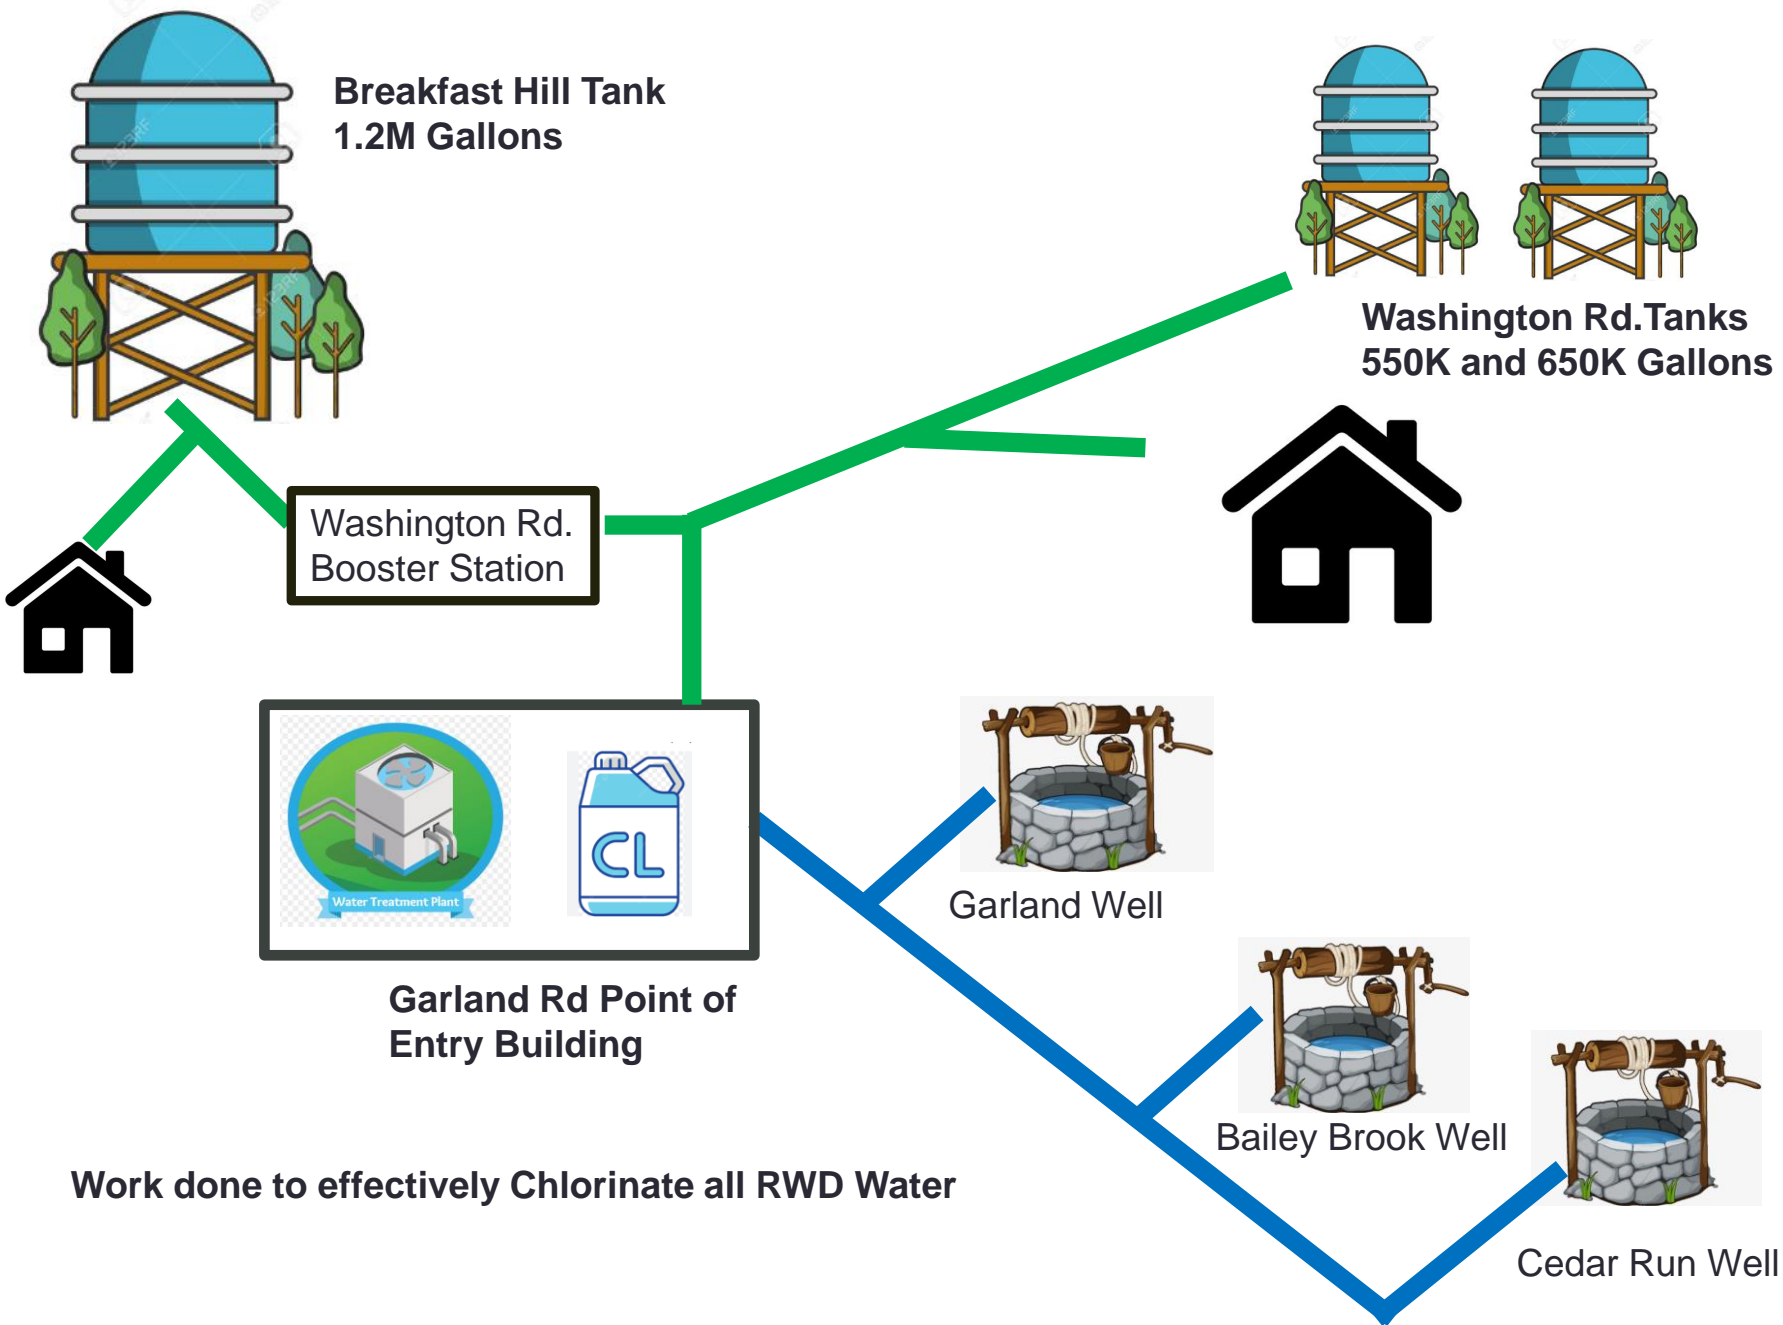 Breakfast Hill Tank
1.2M Gallons
Washington Rd.Tanks
550K and 650K Gallons
Washington Rd.
Booster Station
Water Treatment Plant
CL
Garland Rd Point of
Entry Building
Garland Well
Bailey Brook Well
Cedar Run Well
Work done to effectively Chlorinate all RWD Water